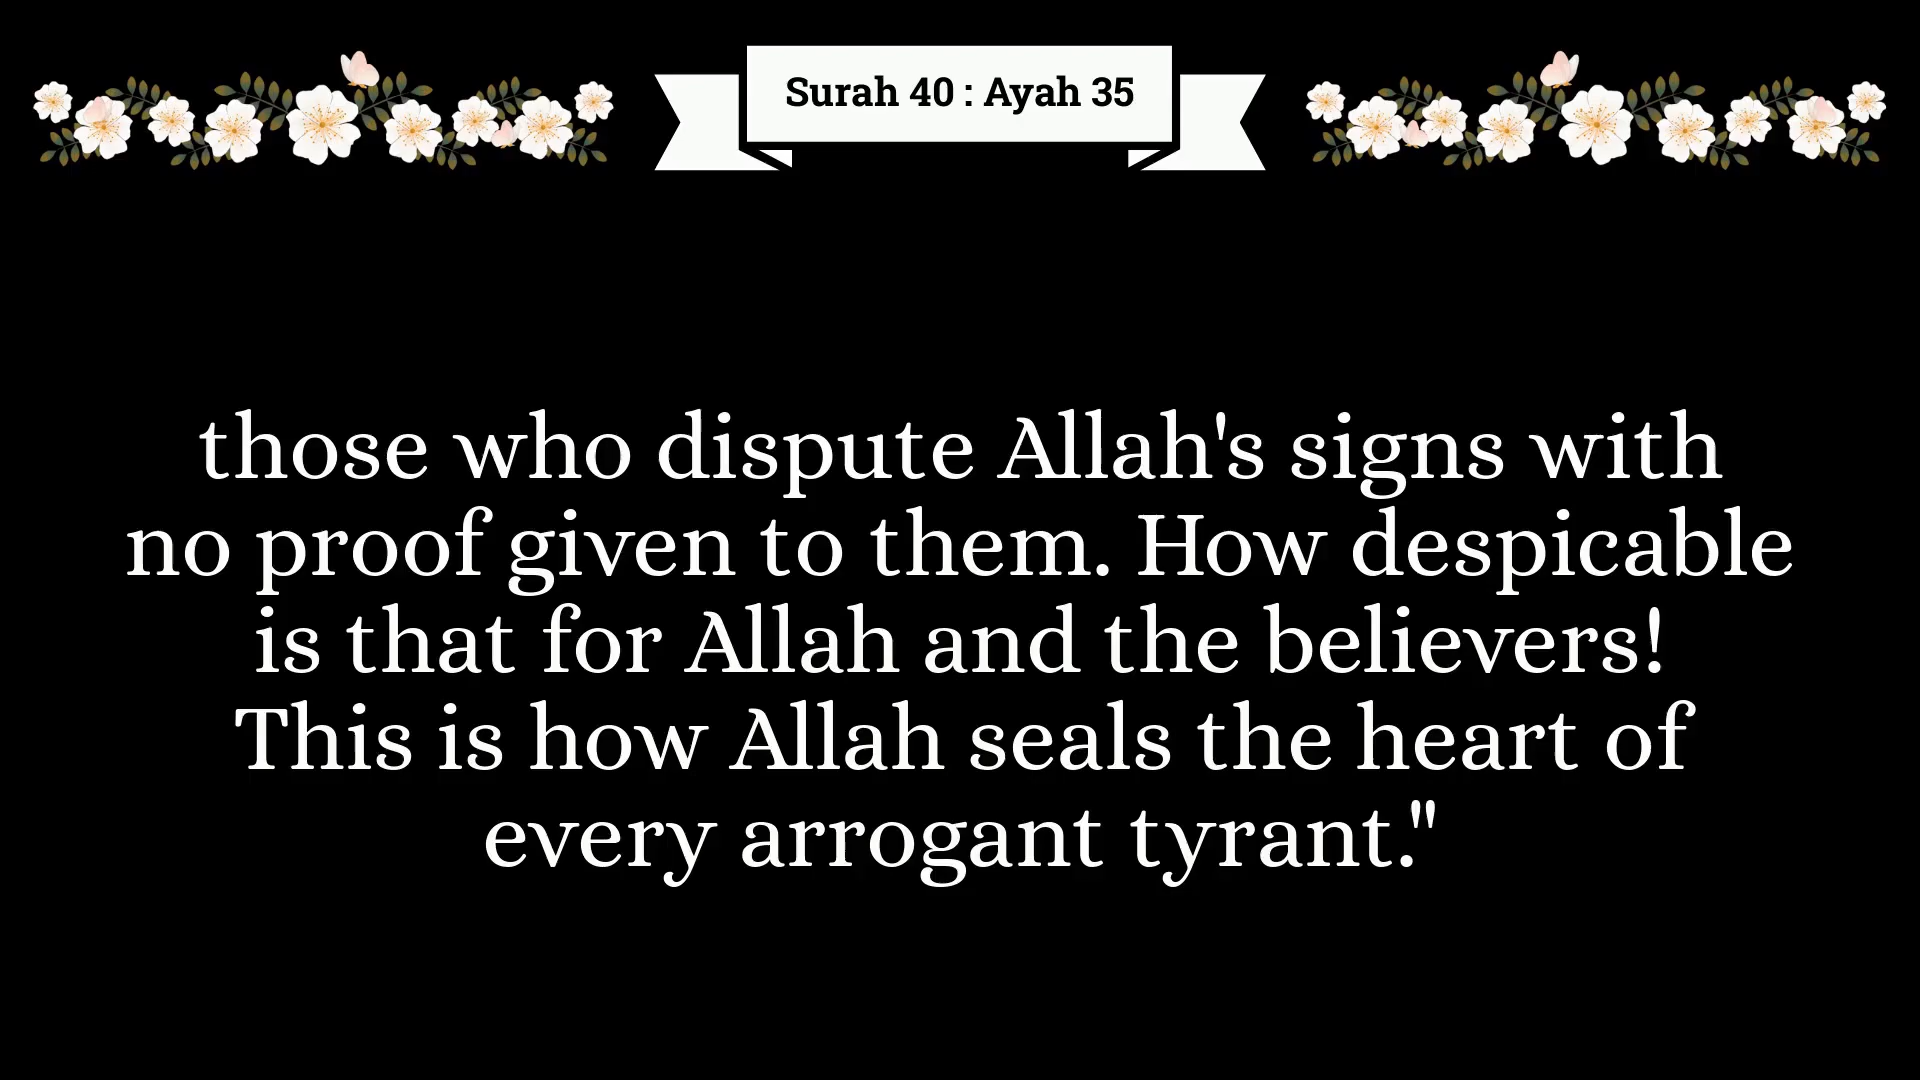 Surah 40 : Ayah 35
those who dispute Allah's signs with
no proof given to them. How despicable
is that for Allah and the believers!
This is how Allah seals the heart of
every arrogant tyrant."